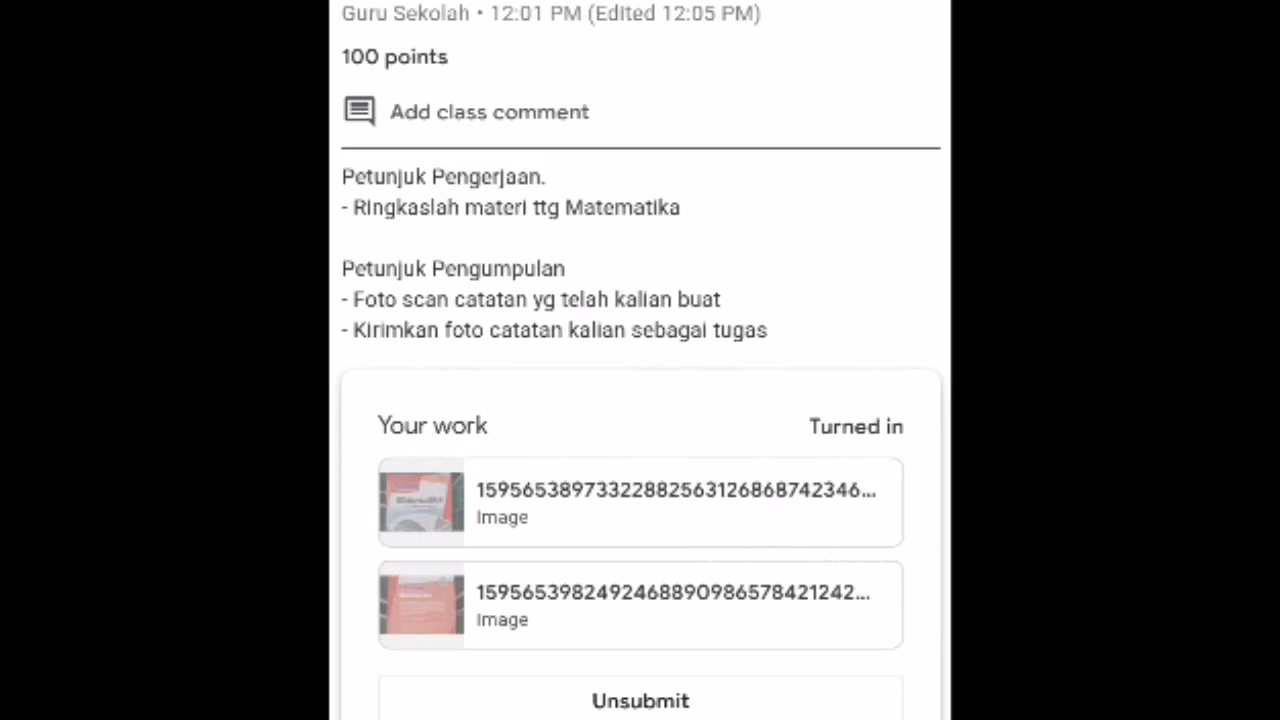 Guru Sekolah • 12:01 PM (Edited 12:05 PM)
100 points
Add class comment
Petunjuk Pengerjaan.
- Ringkaslah materi ttg Matematika
Petunjuk Pengumpulan
- Foto scan catatan yg telah kalian buat
- Kirimkan foto catatan kalian sebagai tugas
Your work
Turned in
15956538973322882563126868742346...
Image
15956539824924688909865784212​42...
Image
Unsubmit